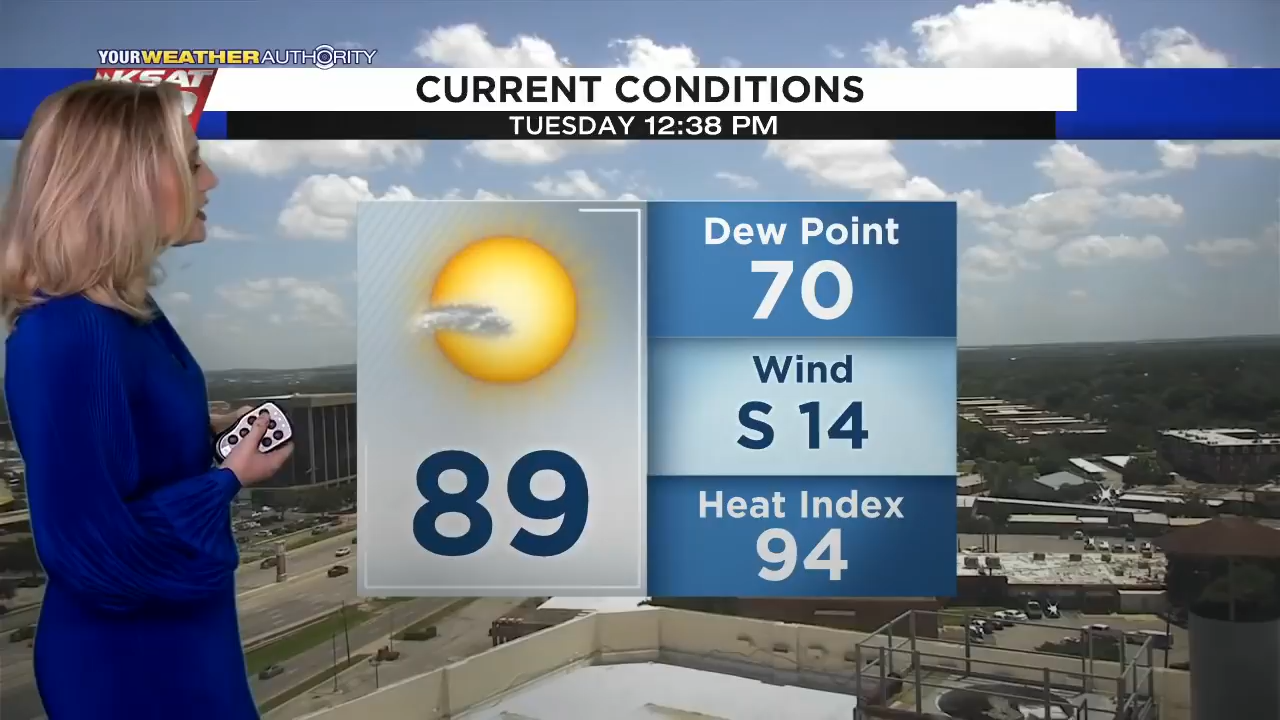 YOURWEATHERAUTHORITY
KSAT
CURRENT CONDITIONS
TUESDAY 12:38 PM
Dew Point
70
Wind
S 14
89
Heat Index
94